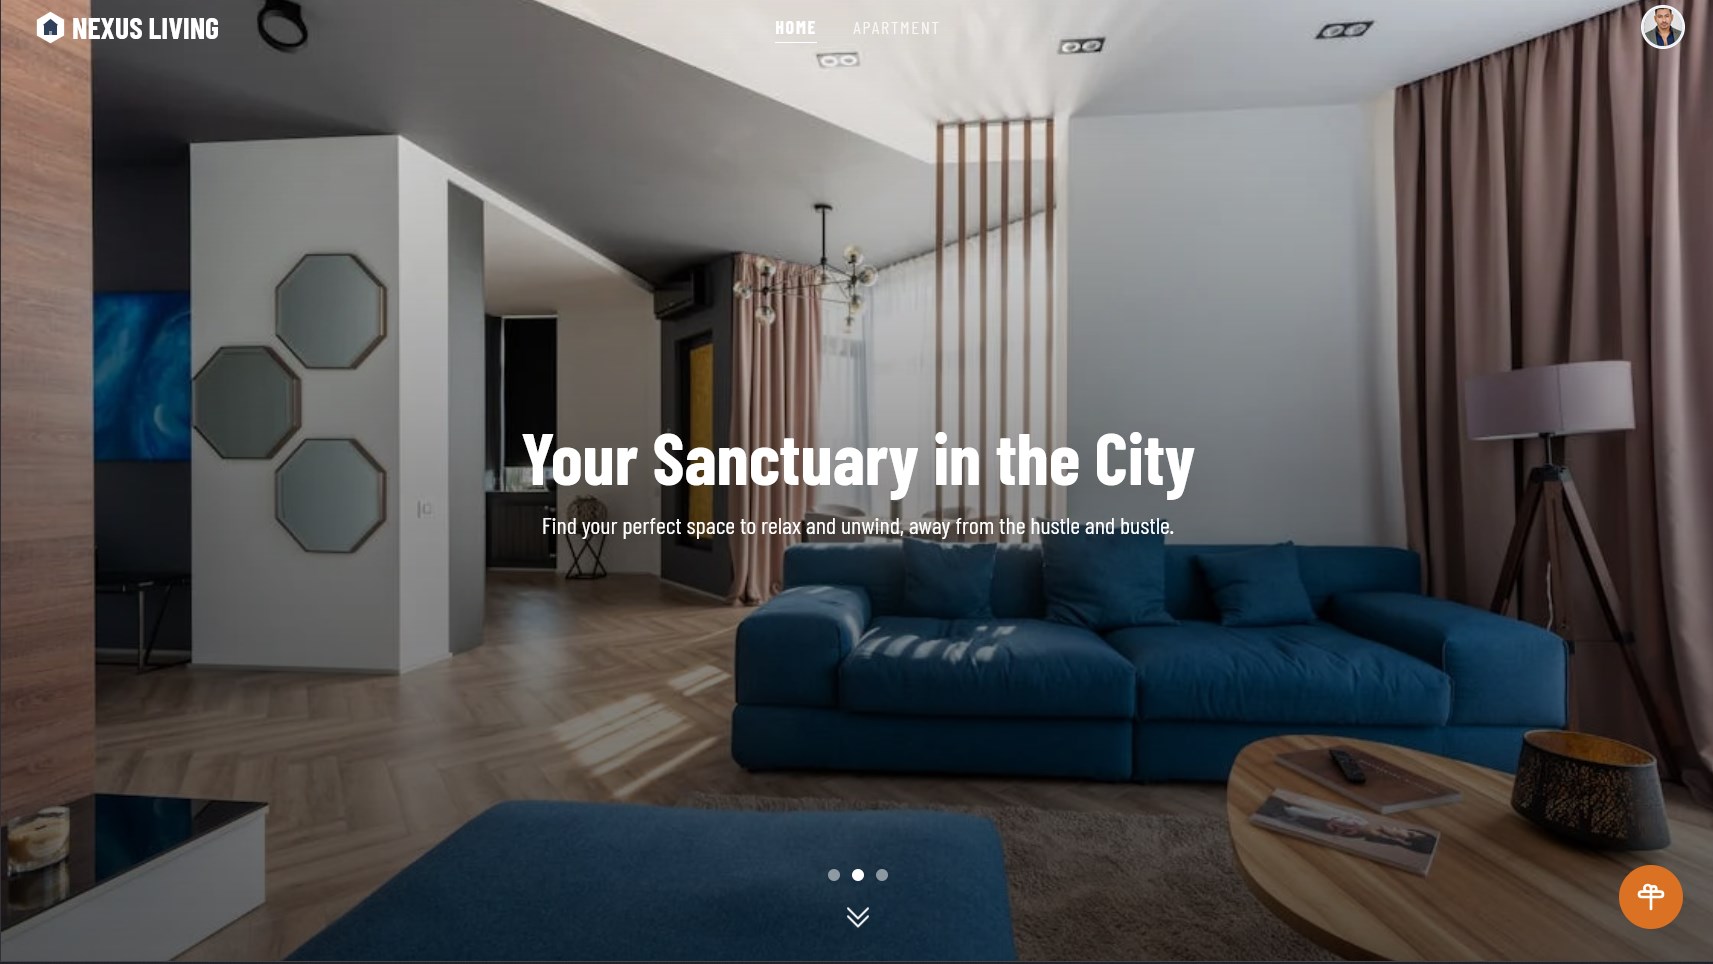 NEXUS LIVING
HOME
APARTMENT
Your Sanctuary in the City
Find your perfect space to relax and unwind, away from the hustle and bustle.